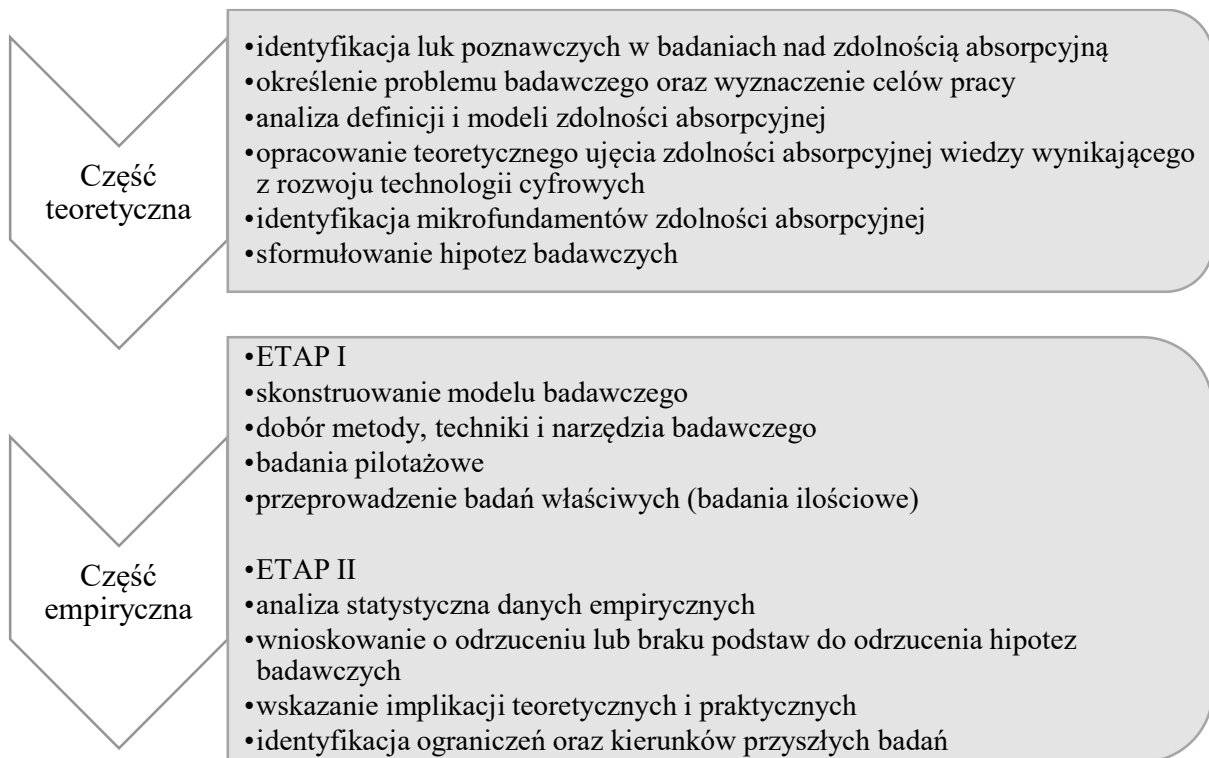 Część
teoretyczna
•identyfikacja luk poznawczych w badaniach nad zdolnością absorpcyjną
•określenie problemu badawczego oraz wyznaczenie celów pracy
•analiza definicji i modeli zdolności absorpcyjnej
•opracowanie teoretycznego ujęcia zdolności absorpcyjnej wiedzy wynikającego
z rozwoju technologii cyfrowych
•identyfikacja mikrofundamentów zdolności absorpcyjnej
•sformułowanie hipotez badawczych
Część
empiryczna
•ETAP I
•skonstruowanie modelu badawczego
•dobór metody, techniki i narzędzia badawczego
•badania pilotażowe
•przeprowadzenie badań właściwych (badania ilościowe)
•ETAP II
•analiza statystyczna danych empirycznych
•wnioskowanie o odrzuceniu lub braku podstaw do odrzucenia hipotez
badawczych
•wskazanie implikacji teoretycznych i praktycznych
•identyfikacja ograniczeń oraz kierunków przyszłych badań